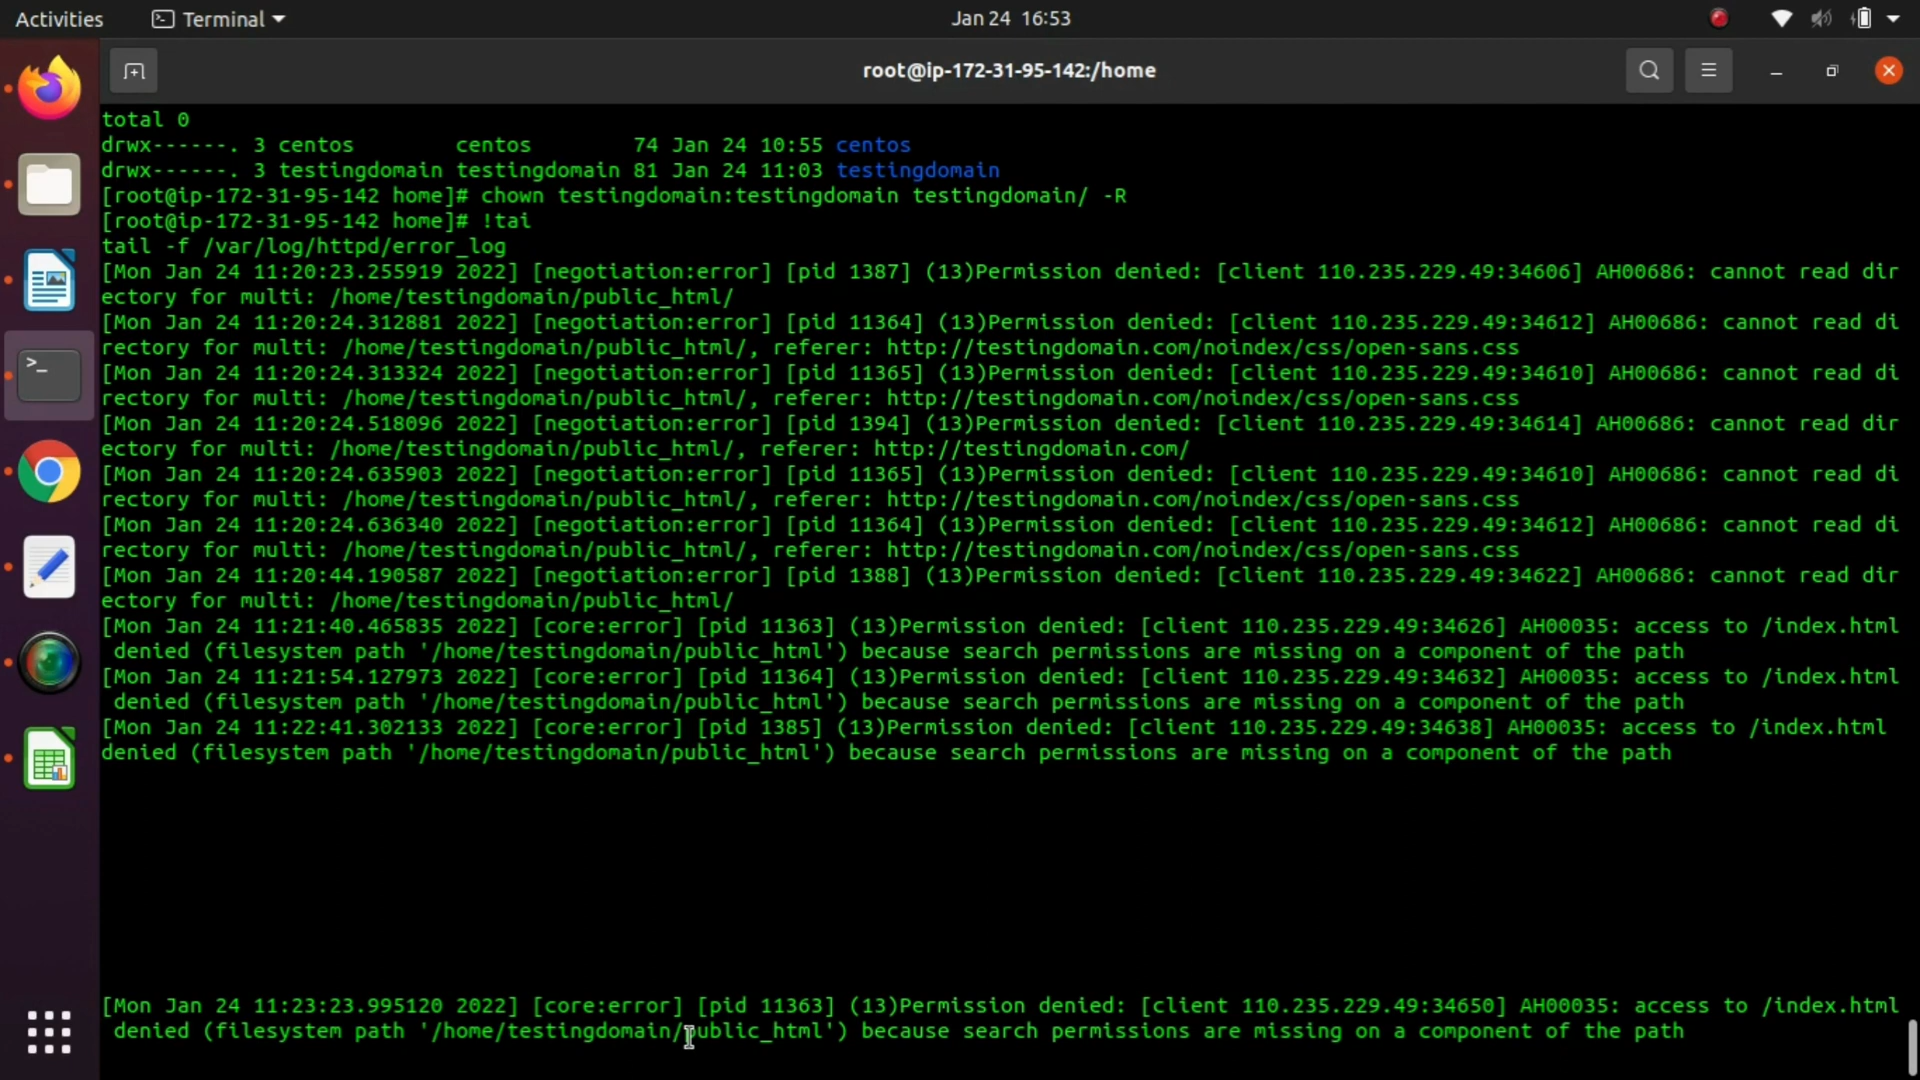 Activities Terminal Jan 24 16:53
root@ip-172-31-95-142:/home
total 0
drwx------. 3 centos        centos        74 Jan 24 10:55 centos
drwx------. 3 testingdomain testingdomain 81 Jan 24 11:03 testingdomain
[root@ip-172-31-95-142 home]# chown testingdomain:testingdomain testingdomain/ -R
[root@ip-172-31-95-142 home]# !tai
tail -f /var/log/httpd/error_log
[Mon Jan 24 11:20:23.255919 2022] [negotiation:error] [pid 1387] (13)Permission denied: [client 110.235.229.49:34606] AH00686: cannot read dir
ectory for multi: /home/testingdomain/public_html/
[Mon Jan 24 11:20:24.312881 2022] [negotiation:error] [pid 11364] (13)Permission denied: [client 110.235.229.49:34612] AH00686: cannot read di
rectory for multi: /home/testingdomain/public_html/, referer: http://testingdomain.com/noindex/css/open-sans.css
[Mon Jan 24 11:20:24.313324 2022] [negotiation:error] [pid 11365] (13)Permission denied: [client 110.235.229.49:34610] AH00686: cannot read di
rectory for multi: /home/testingdomain/public_html/, referer: http://testingdomain.com/noindex/css/open-sans.css
[Mon Jan 24 11:20:24.518096 2022] [negotiation:error] [pid 1394] (13)Permission denied: [client 110.235.229.49:34614] AH00686: cannot read dir
ectory for multi: /home/testingdomain/public_html/, referer: http://testingdomain.com/
[Mon Jan 24 11:20:24.635903 2022] [negotiation:error] [pid 11365] (13)Permission denied: [client 110.235.229.49:34610] AH00686: cannot read di
rectory for multi: /home/testingdomain/public_html/, referer: http://testingdomain.com/noindex/css/open-sans.css
[Mon Jan 24 11:20:24.636340 2022] [negotiation:error] [pid 11364] (13)Permission denied: [client 110.235.229.49:34612] AH00686: cannot read di
rectory for multi: /home/testingdomain/public_html/, referer: http://testingdomain.com/noindex/css/open-sans.css
[Mon Jan 24 11:20:44.190587 2022] [negotiation:error] [pid 1388] (13)Permission denied: [client 110.235.229.49:34622] AH00686: cannot read dir
ectory for multi: /home/testingdomain/public_html/
[Mon Jan 24 11:21:40.465835 2022] [core:error] [pid 11363] (13)Permission denied: [client 110.235.229.49:34626] AH00035: access to /index.html
 denied (filesystem path '/home/testingdomain/public_html') because search permissions are missing on a component of the path
[Mon Jan 24 11:21:54.127973 2022] [core:error] [pid 11364] (13)Permission denied: [client 110.235.229.49:34632] AH00035: access to /index.html
 denied (filesystem path '/home/testingdomain/public_html') because search permissions are missing on a component of the path
[Mon Jan 24 11:22:41.302133 2022] [core:error] [pid 1385] (13)Permission denied: [client 110.235.229.49:34638] AH00035: access to /index.html
denied (filesystem path '/home/testingdomain/public_html') because search permissions are missing on a component of the path
[Mon Jan 24 11:23:23.995120 2022] [core:error] [pid 11363] (13)Permission denied: [client 110.235.229.49:34650] AH00035: access to /index.html
 denied (filesystem path '/home/testingdomain/public_html') because search permissions are missing on a component of the path